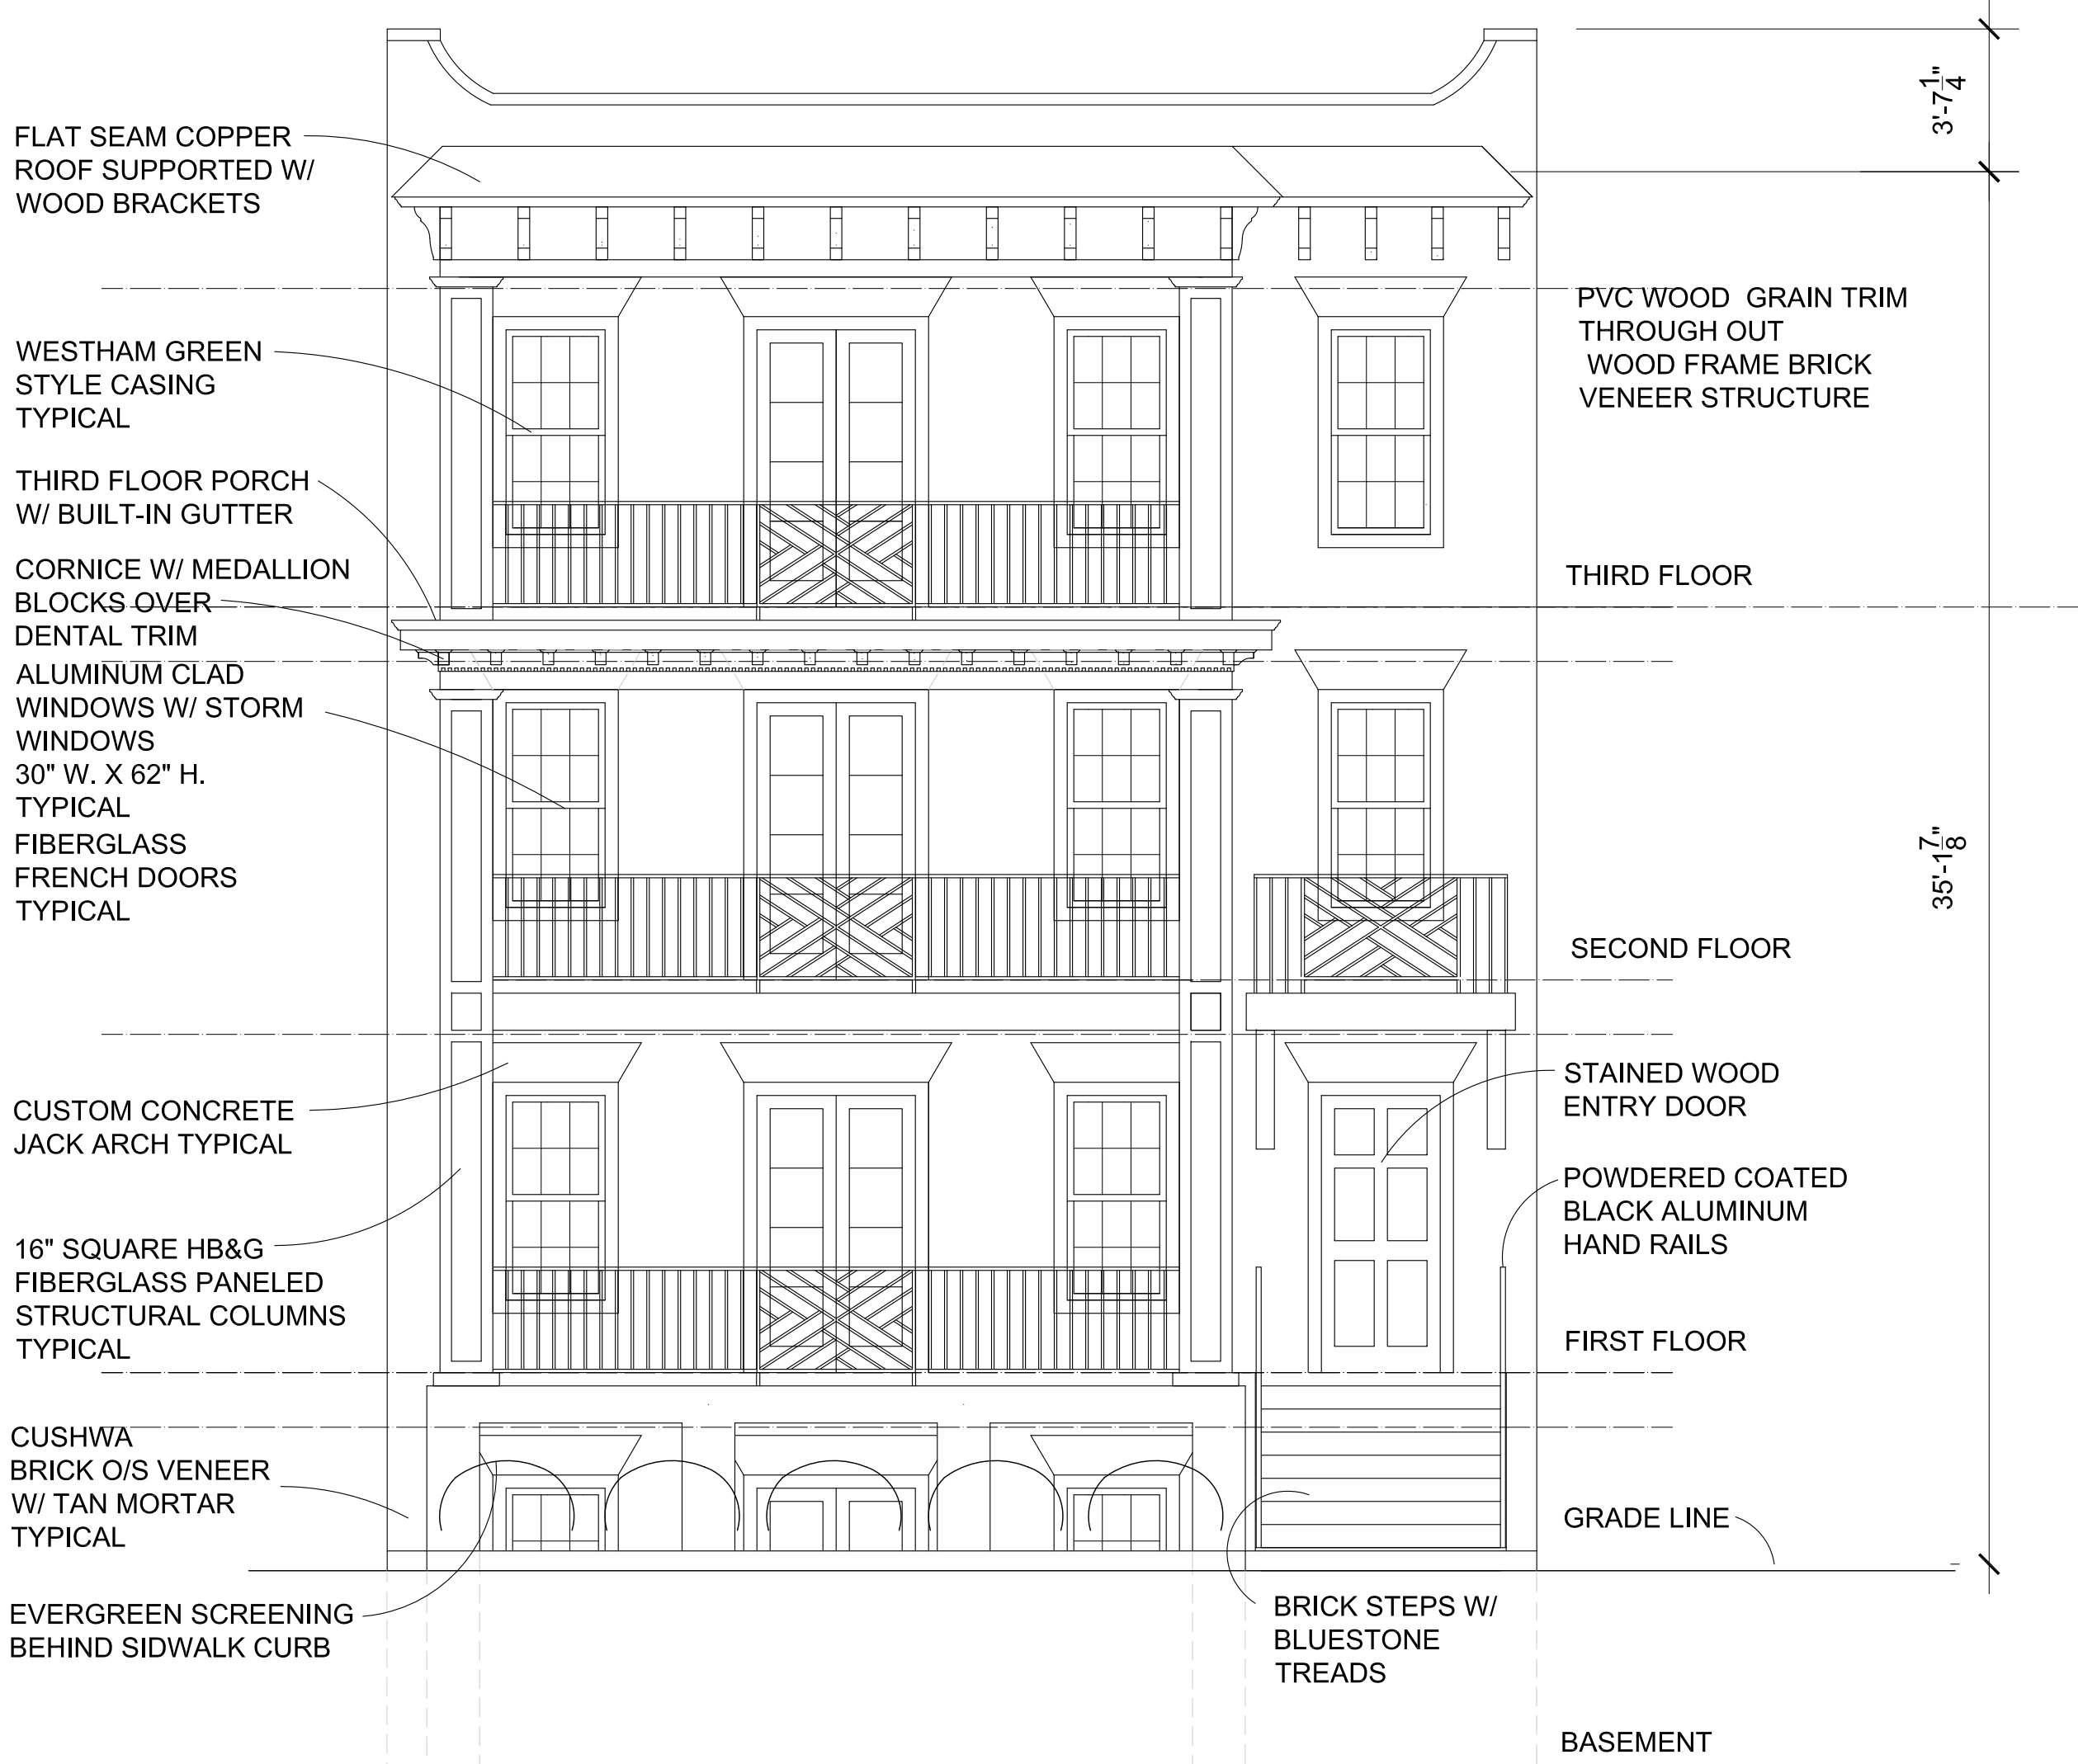 FLAT SEAM COPPER
ROOF SUPPORTED W/
WOOD BRACKETS
WESTHAM GREEN
STYLE CASING
TYPICAL
THIRD FLOOR PORCH
W/ BUILT-IN GUTTER
CORNICE W/ MEDALLION
BLOCKS OVER
DENTAL TRIM
ALUMINUM CLAD
WINDOWS W/ STORM
WINDOWS
30" W. X 62" H.
TYPICAL
FIBERGLASS
FRENCH DOORS
TYPICAL
CUSTOM CONCRETE
JACK ARCH TYPICAL
16" SQUARE HB&G
FIBERGLASS PANELED
STRUCTURAL COLUMNS
TYPICAL
CUSHWA
BRICK O/S VENEER
W/ TAN MORTAR
TYPICAL
EVERGREEN SCREENING
BEHIND SIDWALK CURB
3'-7 1/4"
PVC WOOD GRAIN TRIM
THROUGH OUT
WOOD FRAME BRICK
VENEER STRUCTURE
THIRD FLOOR
35'-1 7/8"
SECOND FLOOR
STAINED WOOD
ENTRY DOOR
POWDERED COATED
BLACK ALUMINUM
HAND RAILS
FIRST FLOOR
GRADE LINE
BRICK STEPS W/
BLUESTONE
TREADS
BASEMENT